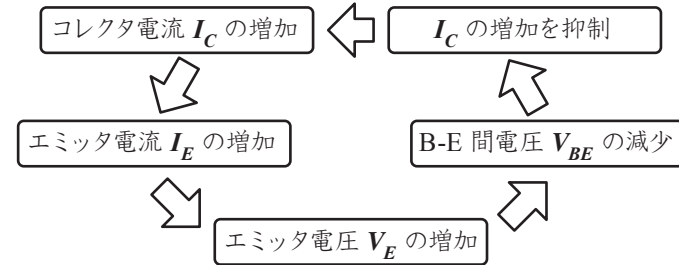 コレクタ電流 I_C の増加
I_C の増加を抑制
エミッタ電流 I_E の増加
B-E 間電圧 V_BE の減少
エミッタ電圧 V_E の増加